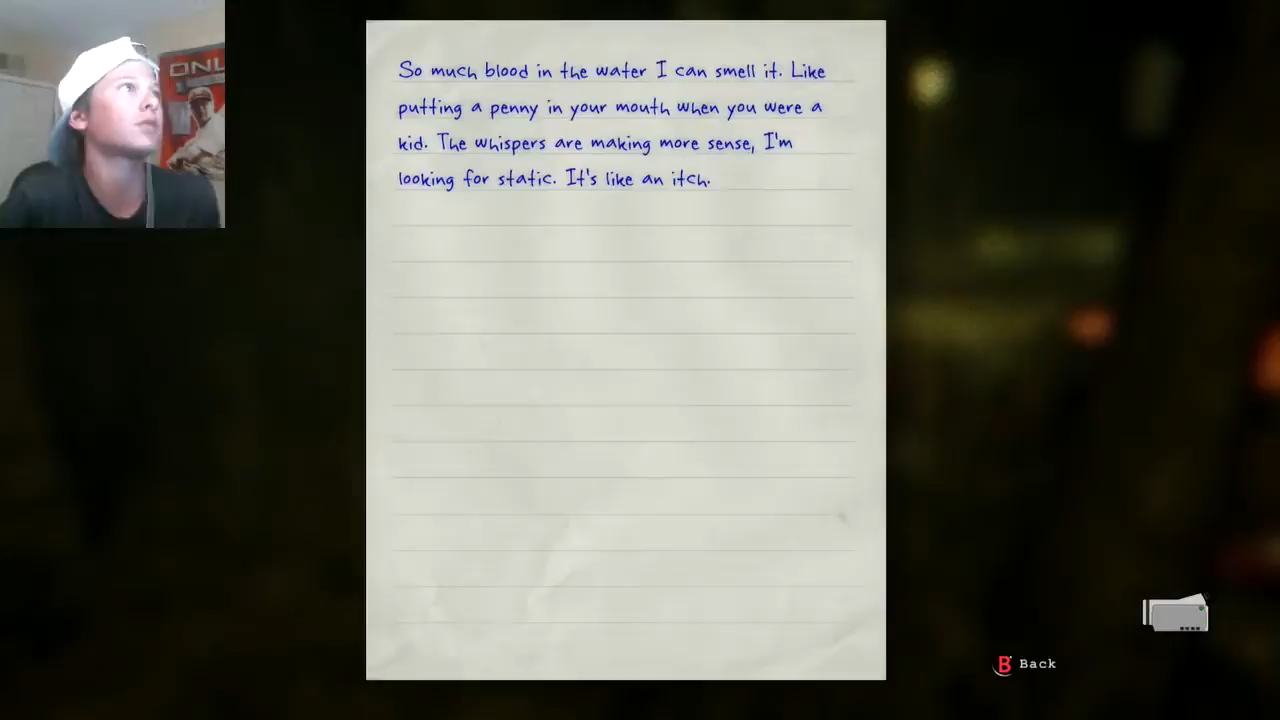 ONL
So much blood in the water I can smell it. Like
putting a penny in your mouth when you were a
kid. The whispers are making more sense, I'm
looking for static. It's like an itch.
B Back